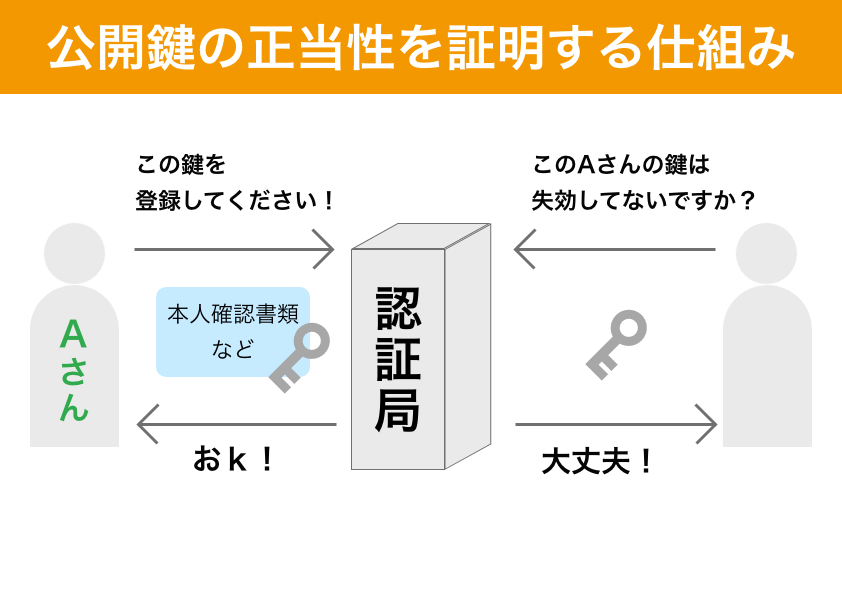 公開鍵の正当性を証明する仕組み
この鍵を
登録してください！
このAさんの鍵は
失効してないですか？
本人確認書類
など
Aさん
認証局
おｋ！
大丈夫！